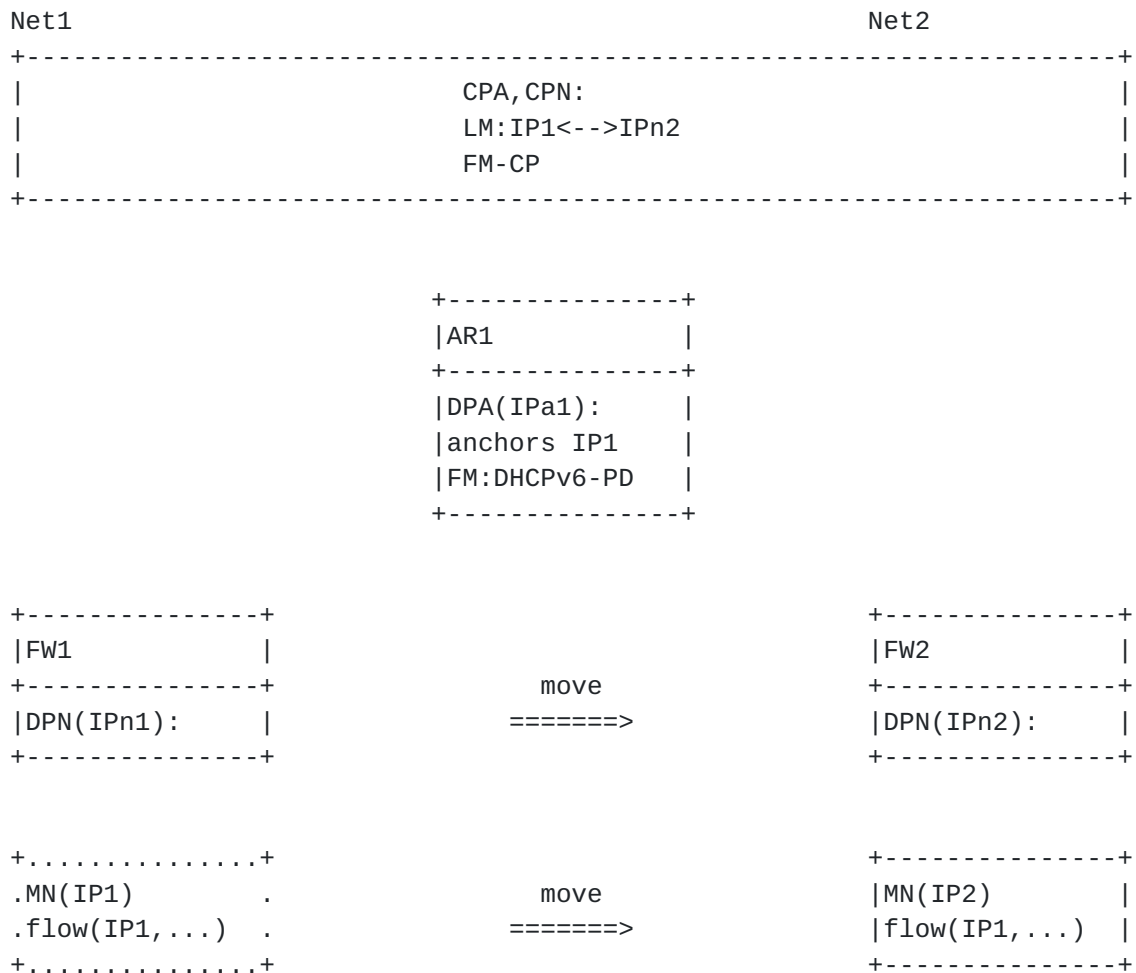 Net1 Net2
CPA,CPN:
LM:IP1<-->IPn2
FM-CP
AR1
DPA(IPa1):
anchors IP1
FM:DHCPv6-PD
FW1 FW2
move
DPN(IPn1): =======> DPN(IPn2):
MN(IP1) move MN(IP2)
flow(IP1,...) =======> flow(IP1,...)